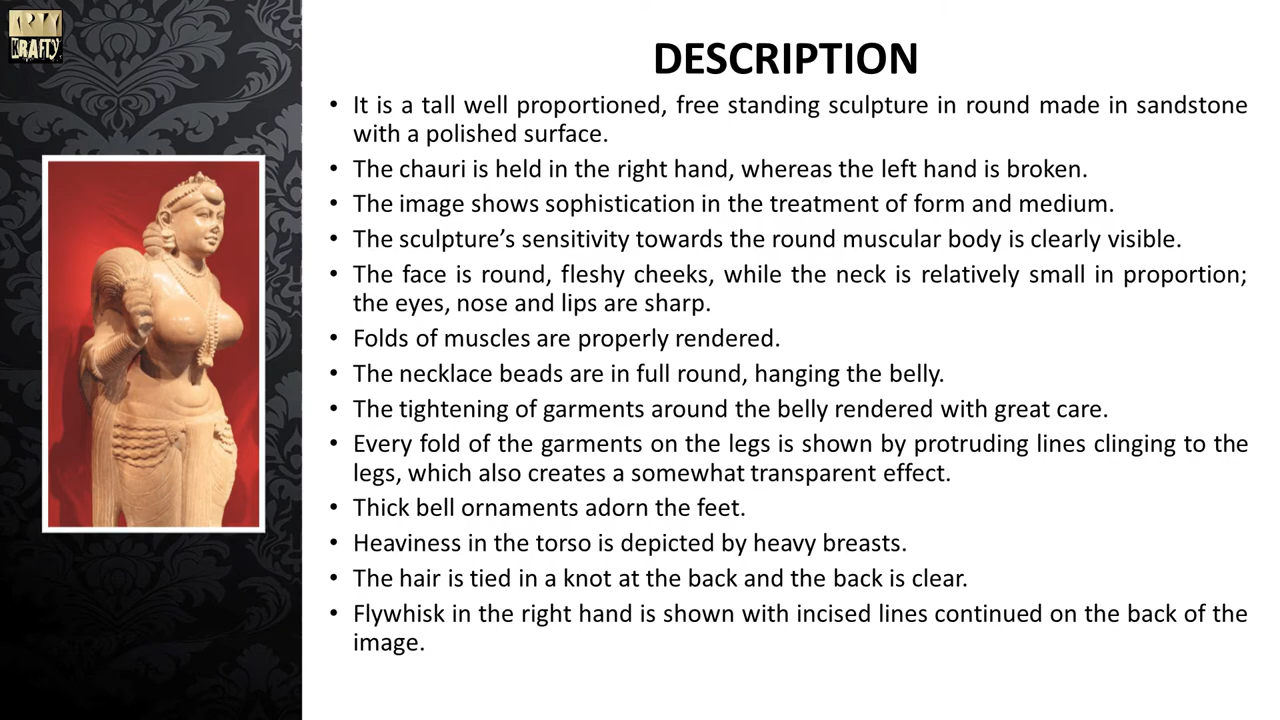 KRAFTY
DESCRIPTION
• It is a tall well proportioned, free standing sculpture in round made in sandstone
with a polished surface.
• The chauri is held in the right hand, whereas the left hand is broken.
• The image shows sophistication in the treatment of form and medium.
• The sculpture’s sensitivity towards the round muscular body is clearly visible.
• The face is round, fleshy cheeks, while the neck is relatively small in proportion;
the eyes, nose and lips are sharp.
• Folds of muscles are properly rendered.
• The necklace beads are in full round, hanging the belly.
• The tightening of garments around the belly rendered with great care.
• Every fold of the garments on the legs is shown by protruding lines clinging to the
legs, which also creates a somewhat transparent effect.
• Thick bell ornaments adorn the feet.
• Heaviness in the torso is depicted by heavy breasts.
• The hair is tied in a knot at the back and the back is clear.
• Flywhisk in the right hand is shown with incised lines continued on the back of the
image.